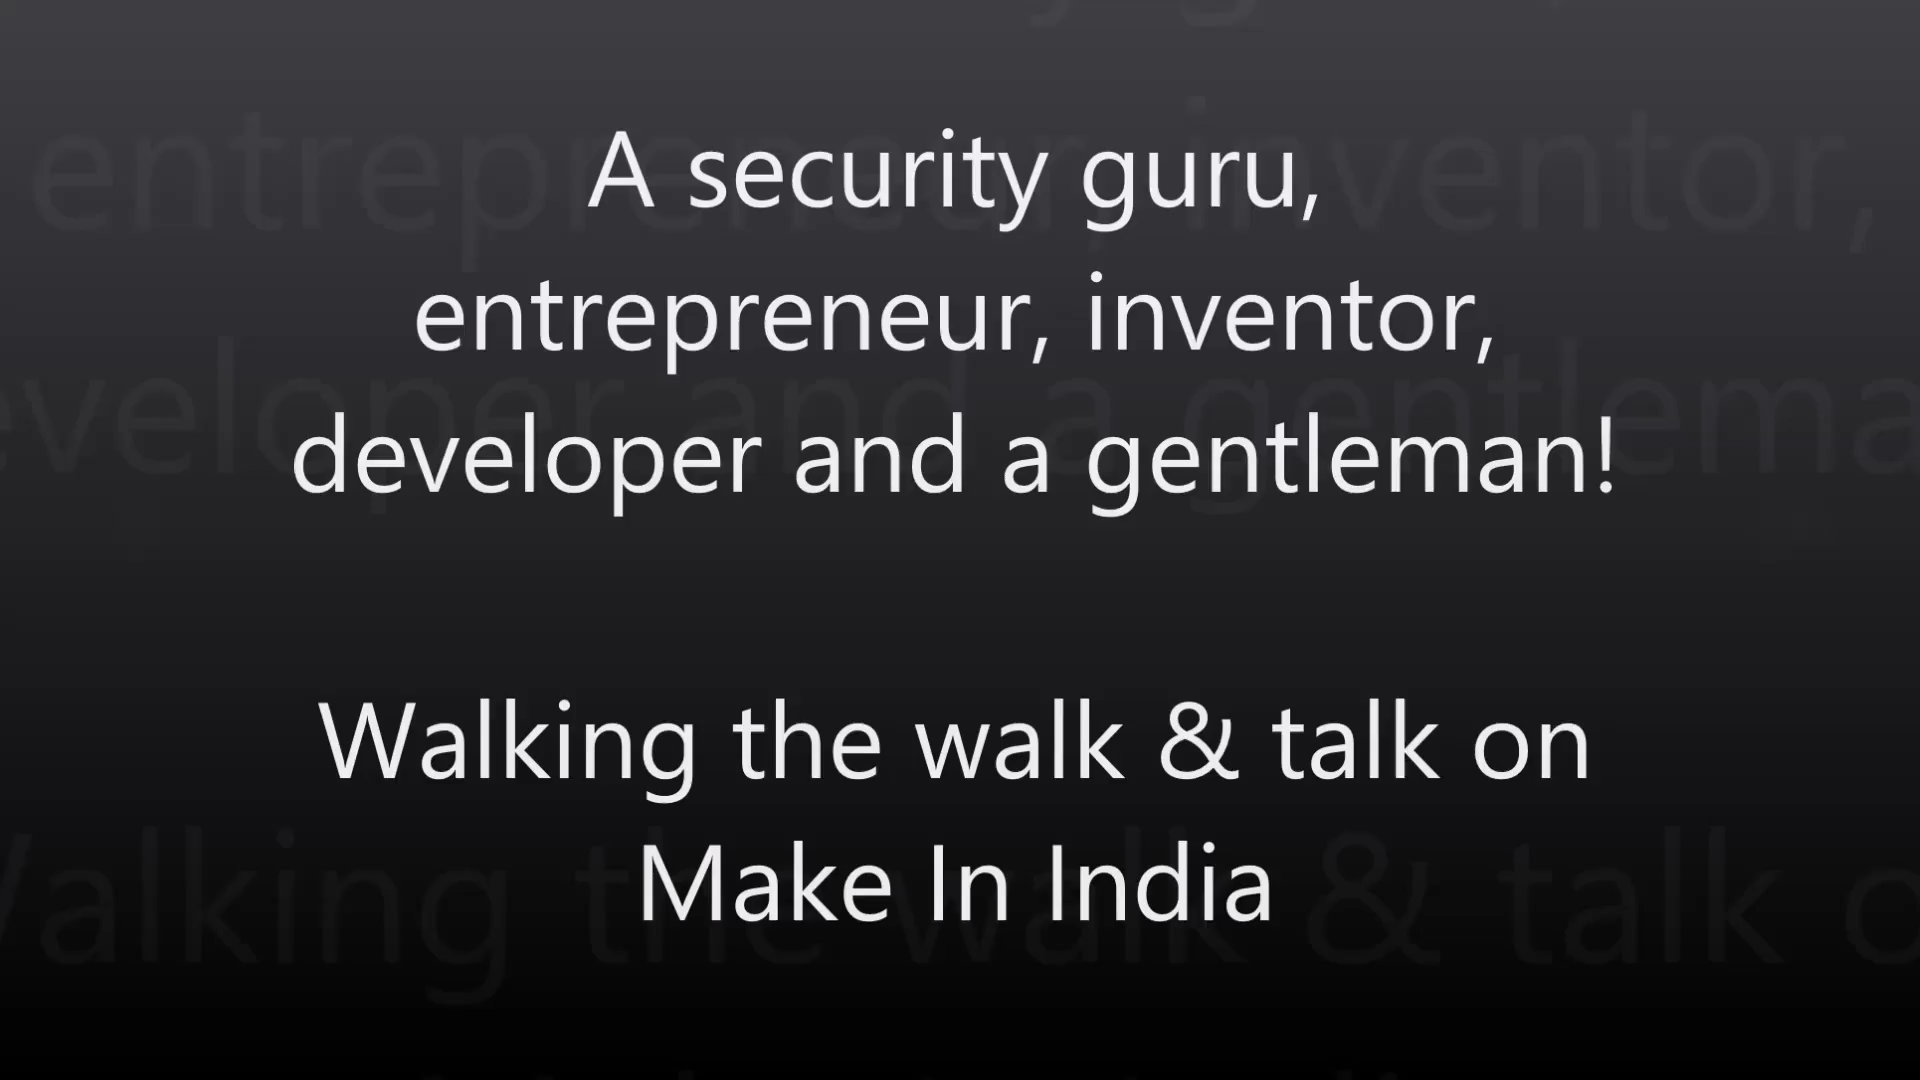 A security guru,
entrepreneur, inventor,
developer and a gentleman!
Walking the walk & talk on
Make In India